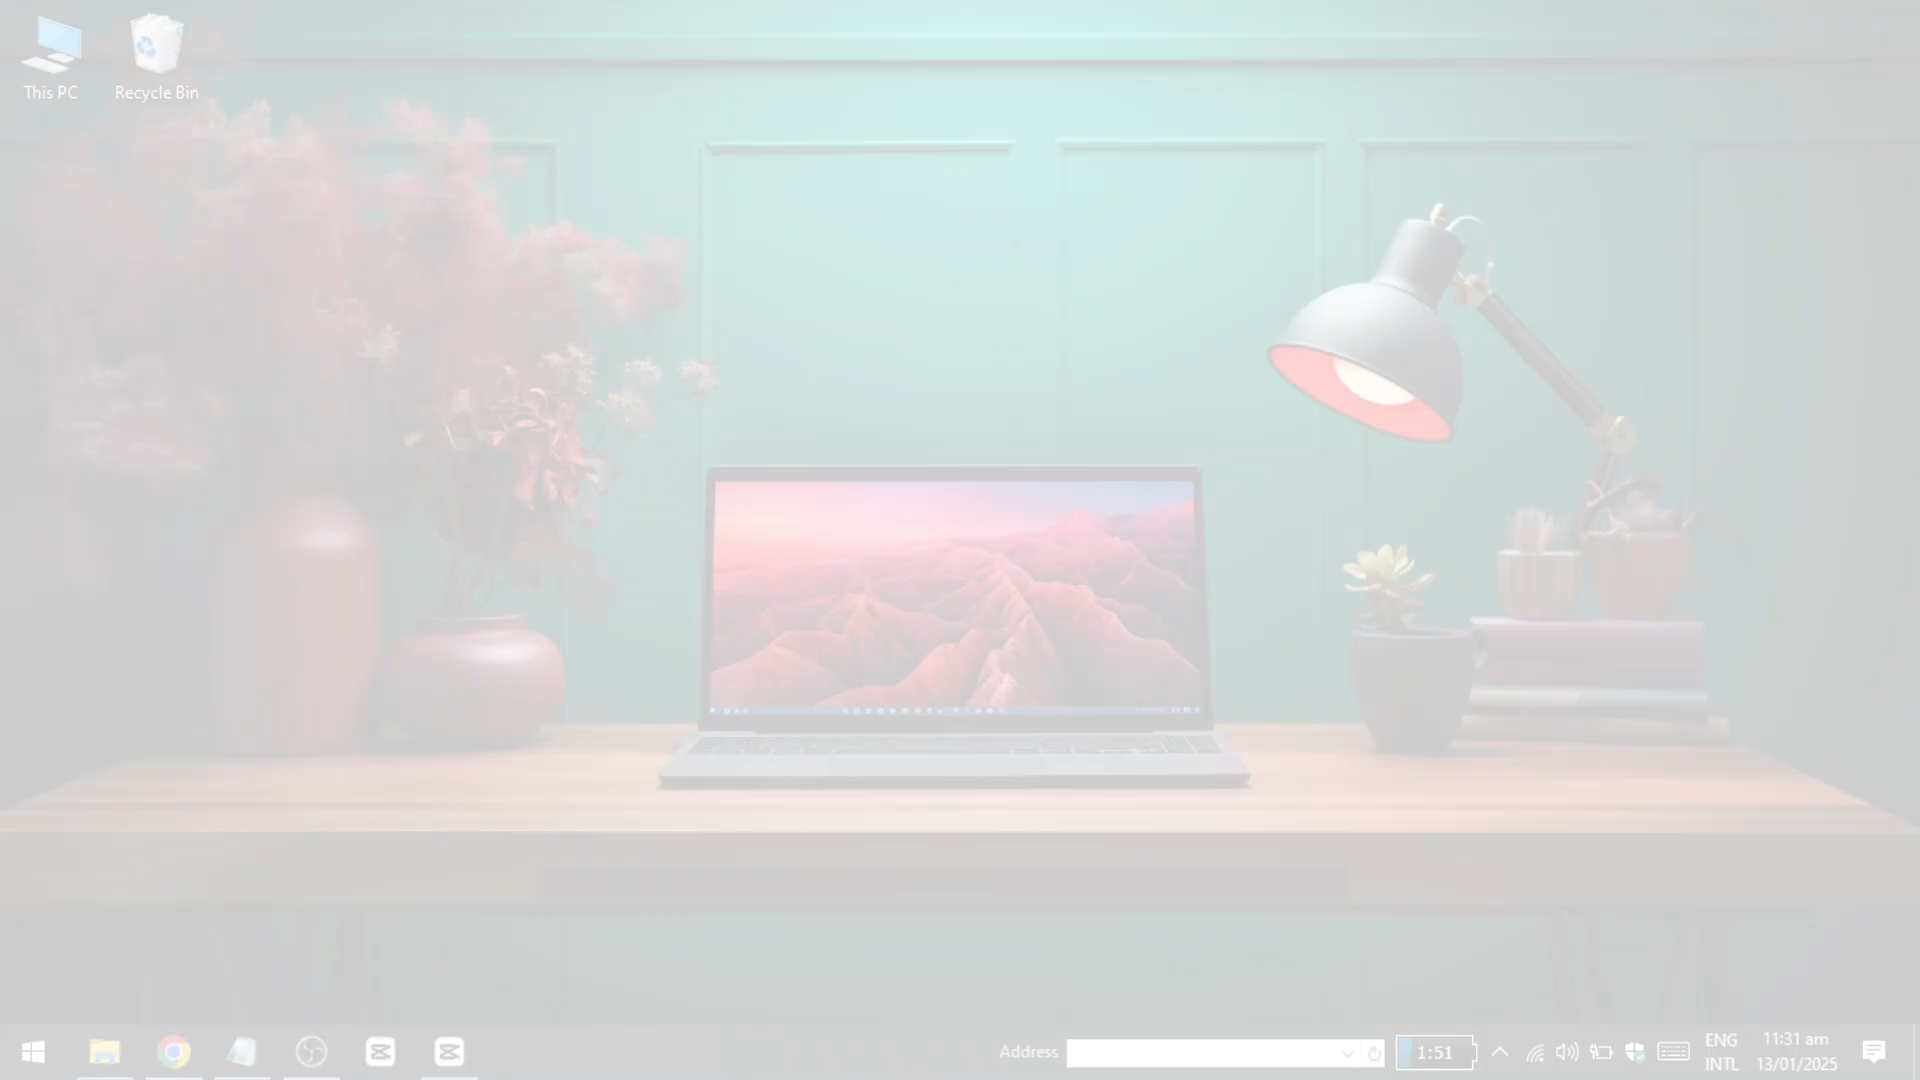 This PC
Recycle Bin
Address
1:51
ENG
INTL
11:31 am
13/01/2025